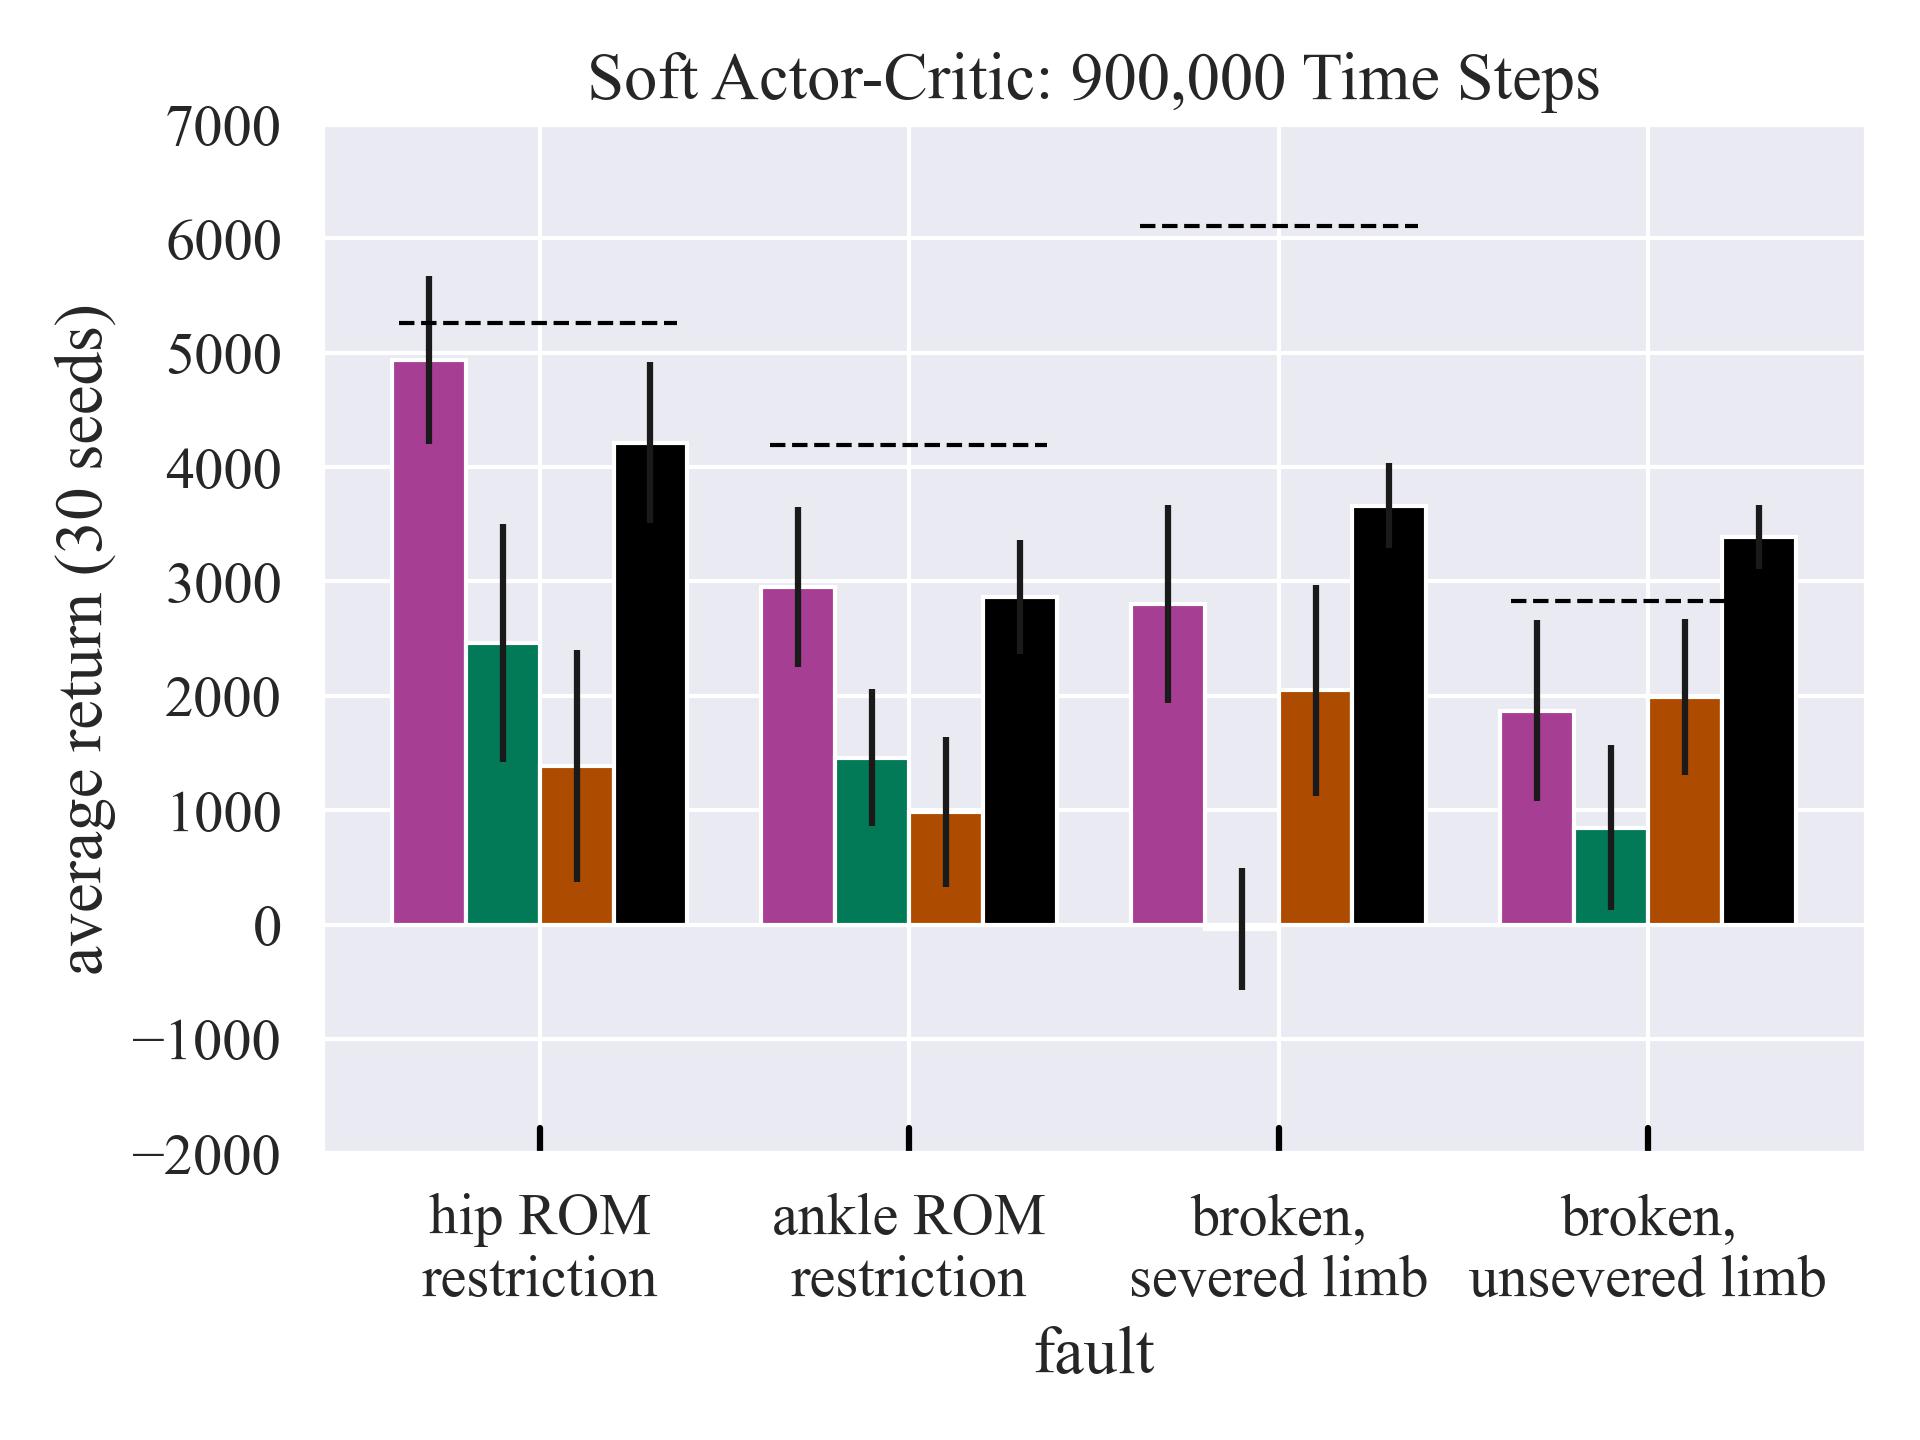 Soft Actor-Critic: 900,000 Time Steps
7000
6000
5000
4000
3000
2000
1000
0
−1000
−2000
average return (30 seeds)
hip ROM
restriction
ankle ROM
restriction
broken,
severed limb
broken,
unsevered limb
fault